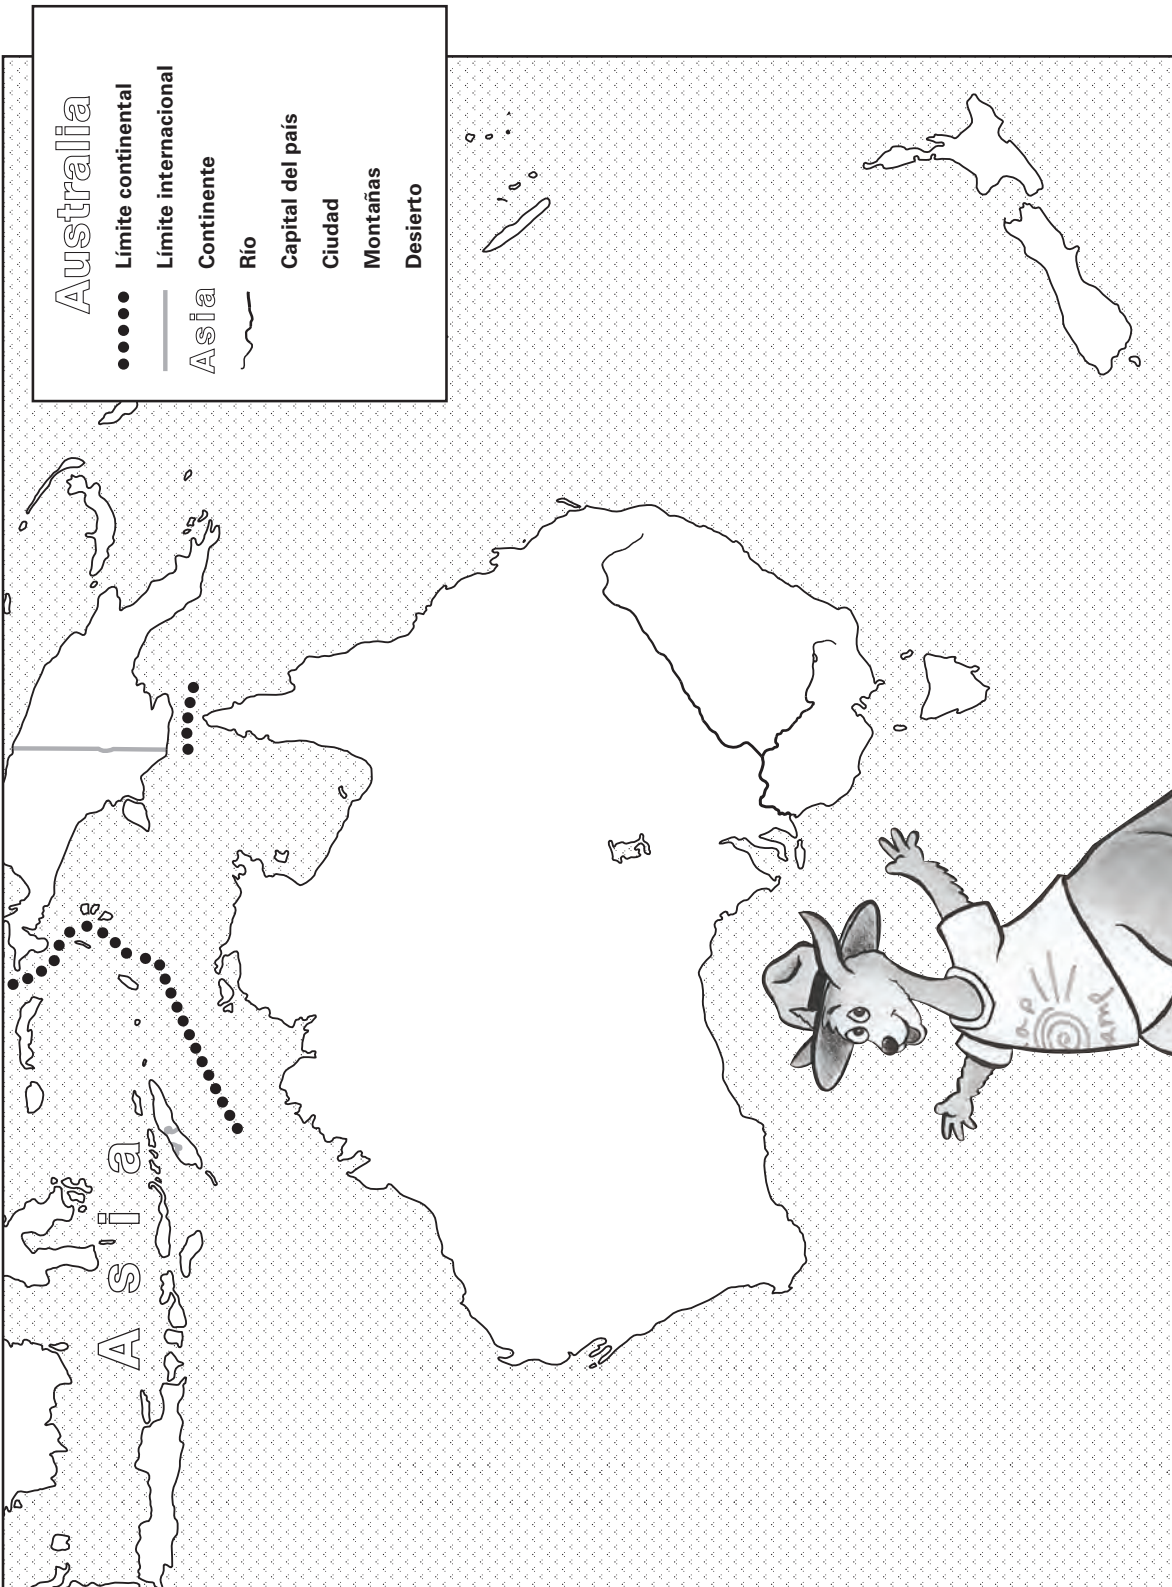 Australia
Límite continental
Límite internacional
Asia Continente
Río
Capital del país
Ciudad
Montañas
Desierto
Asia